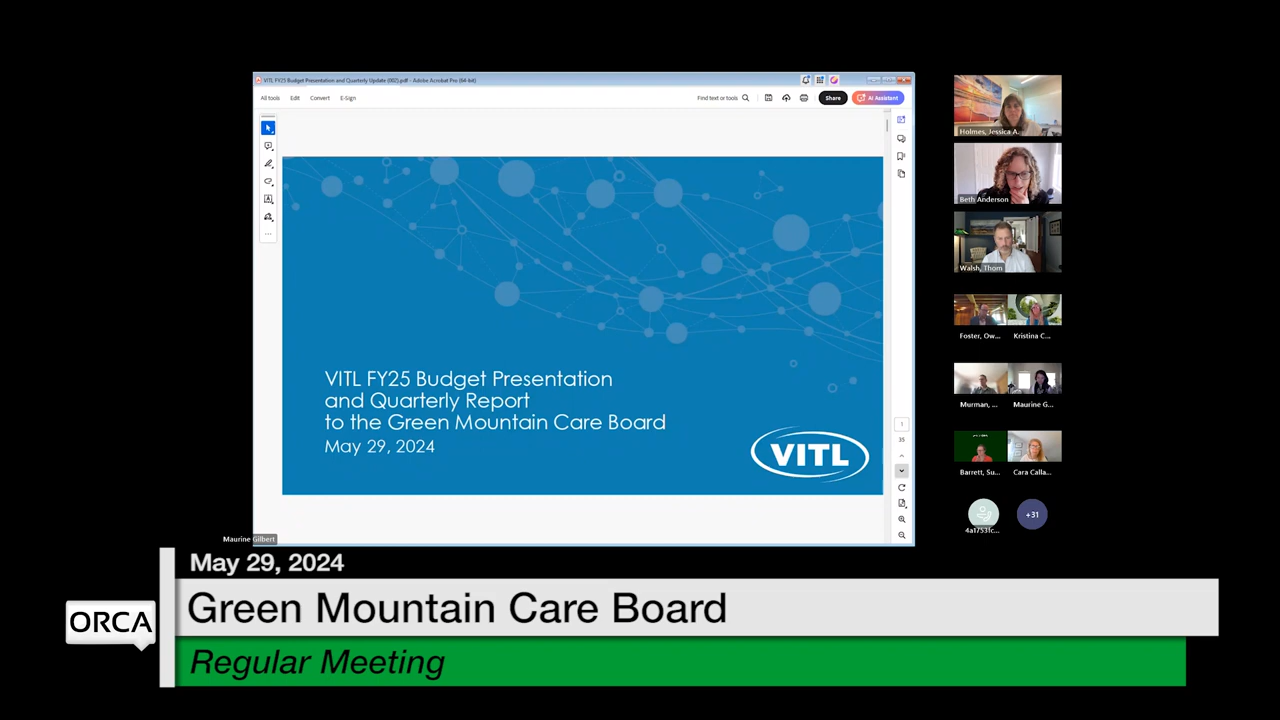 VITL FY25 Budget Presentation and Quarterly Update (002).pdf - Adobe Acrobat Pro (64-bit)
All tools
Edit
Convert
E-Sign
Find text or tools
Share
AI Assistant
VITL FY25 Budget Presentation
and Quarterly Report
to the Green Mountain Care Board
May 29, 2024
VITL
1
35
Maurine Gilbert
Holmes, Jessica A.
Beth Anderson
Walsh, Thom
Foster, Ow...
Kristina C...
Murman, ...
Maurine G...
Barrett, Su...
Cara Calla...
4a1753fc...
+31
May 29, 2024
ORCA
Green Mountain Care Board
Regular Meeting